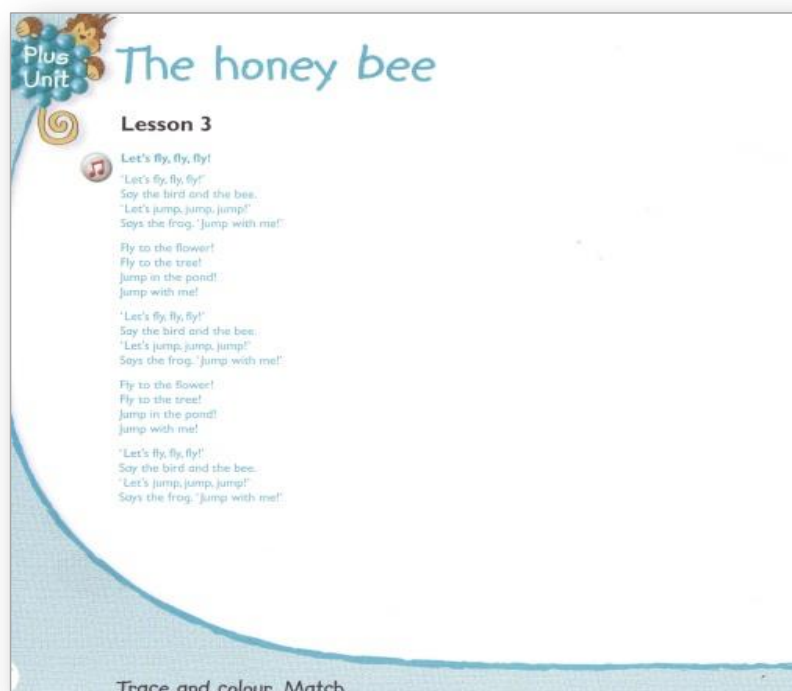 Plus
Unit
The honey bee
Lesson 3
Let's fly, fly, fly!
'Let's fly, fly, fly!'
Say the bird and the bee.
'Let's jump, jump, jump!'
Says the frog. 'Jump with me!'
Fly to the flower!
Fly to the tree!
Jump in the pond!
Jump with me!
'Let's fly, fly, fly!'
Say the bird and the bee.
'Let's jump, jump, jump!'
Says the frog. 'Jump with me!'
Fly to the flower!
Fly to the tree!
Jump in the pond!
Jump with me!
'Let's fly, fly, fly!'
Say the bird and the bee.
'Let's jump, jump, jump!'
Says the frog. 'Jump with me!'
Trace and colour. Match